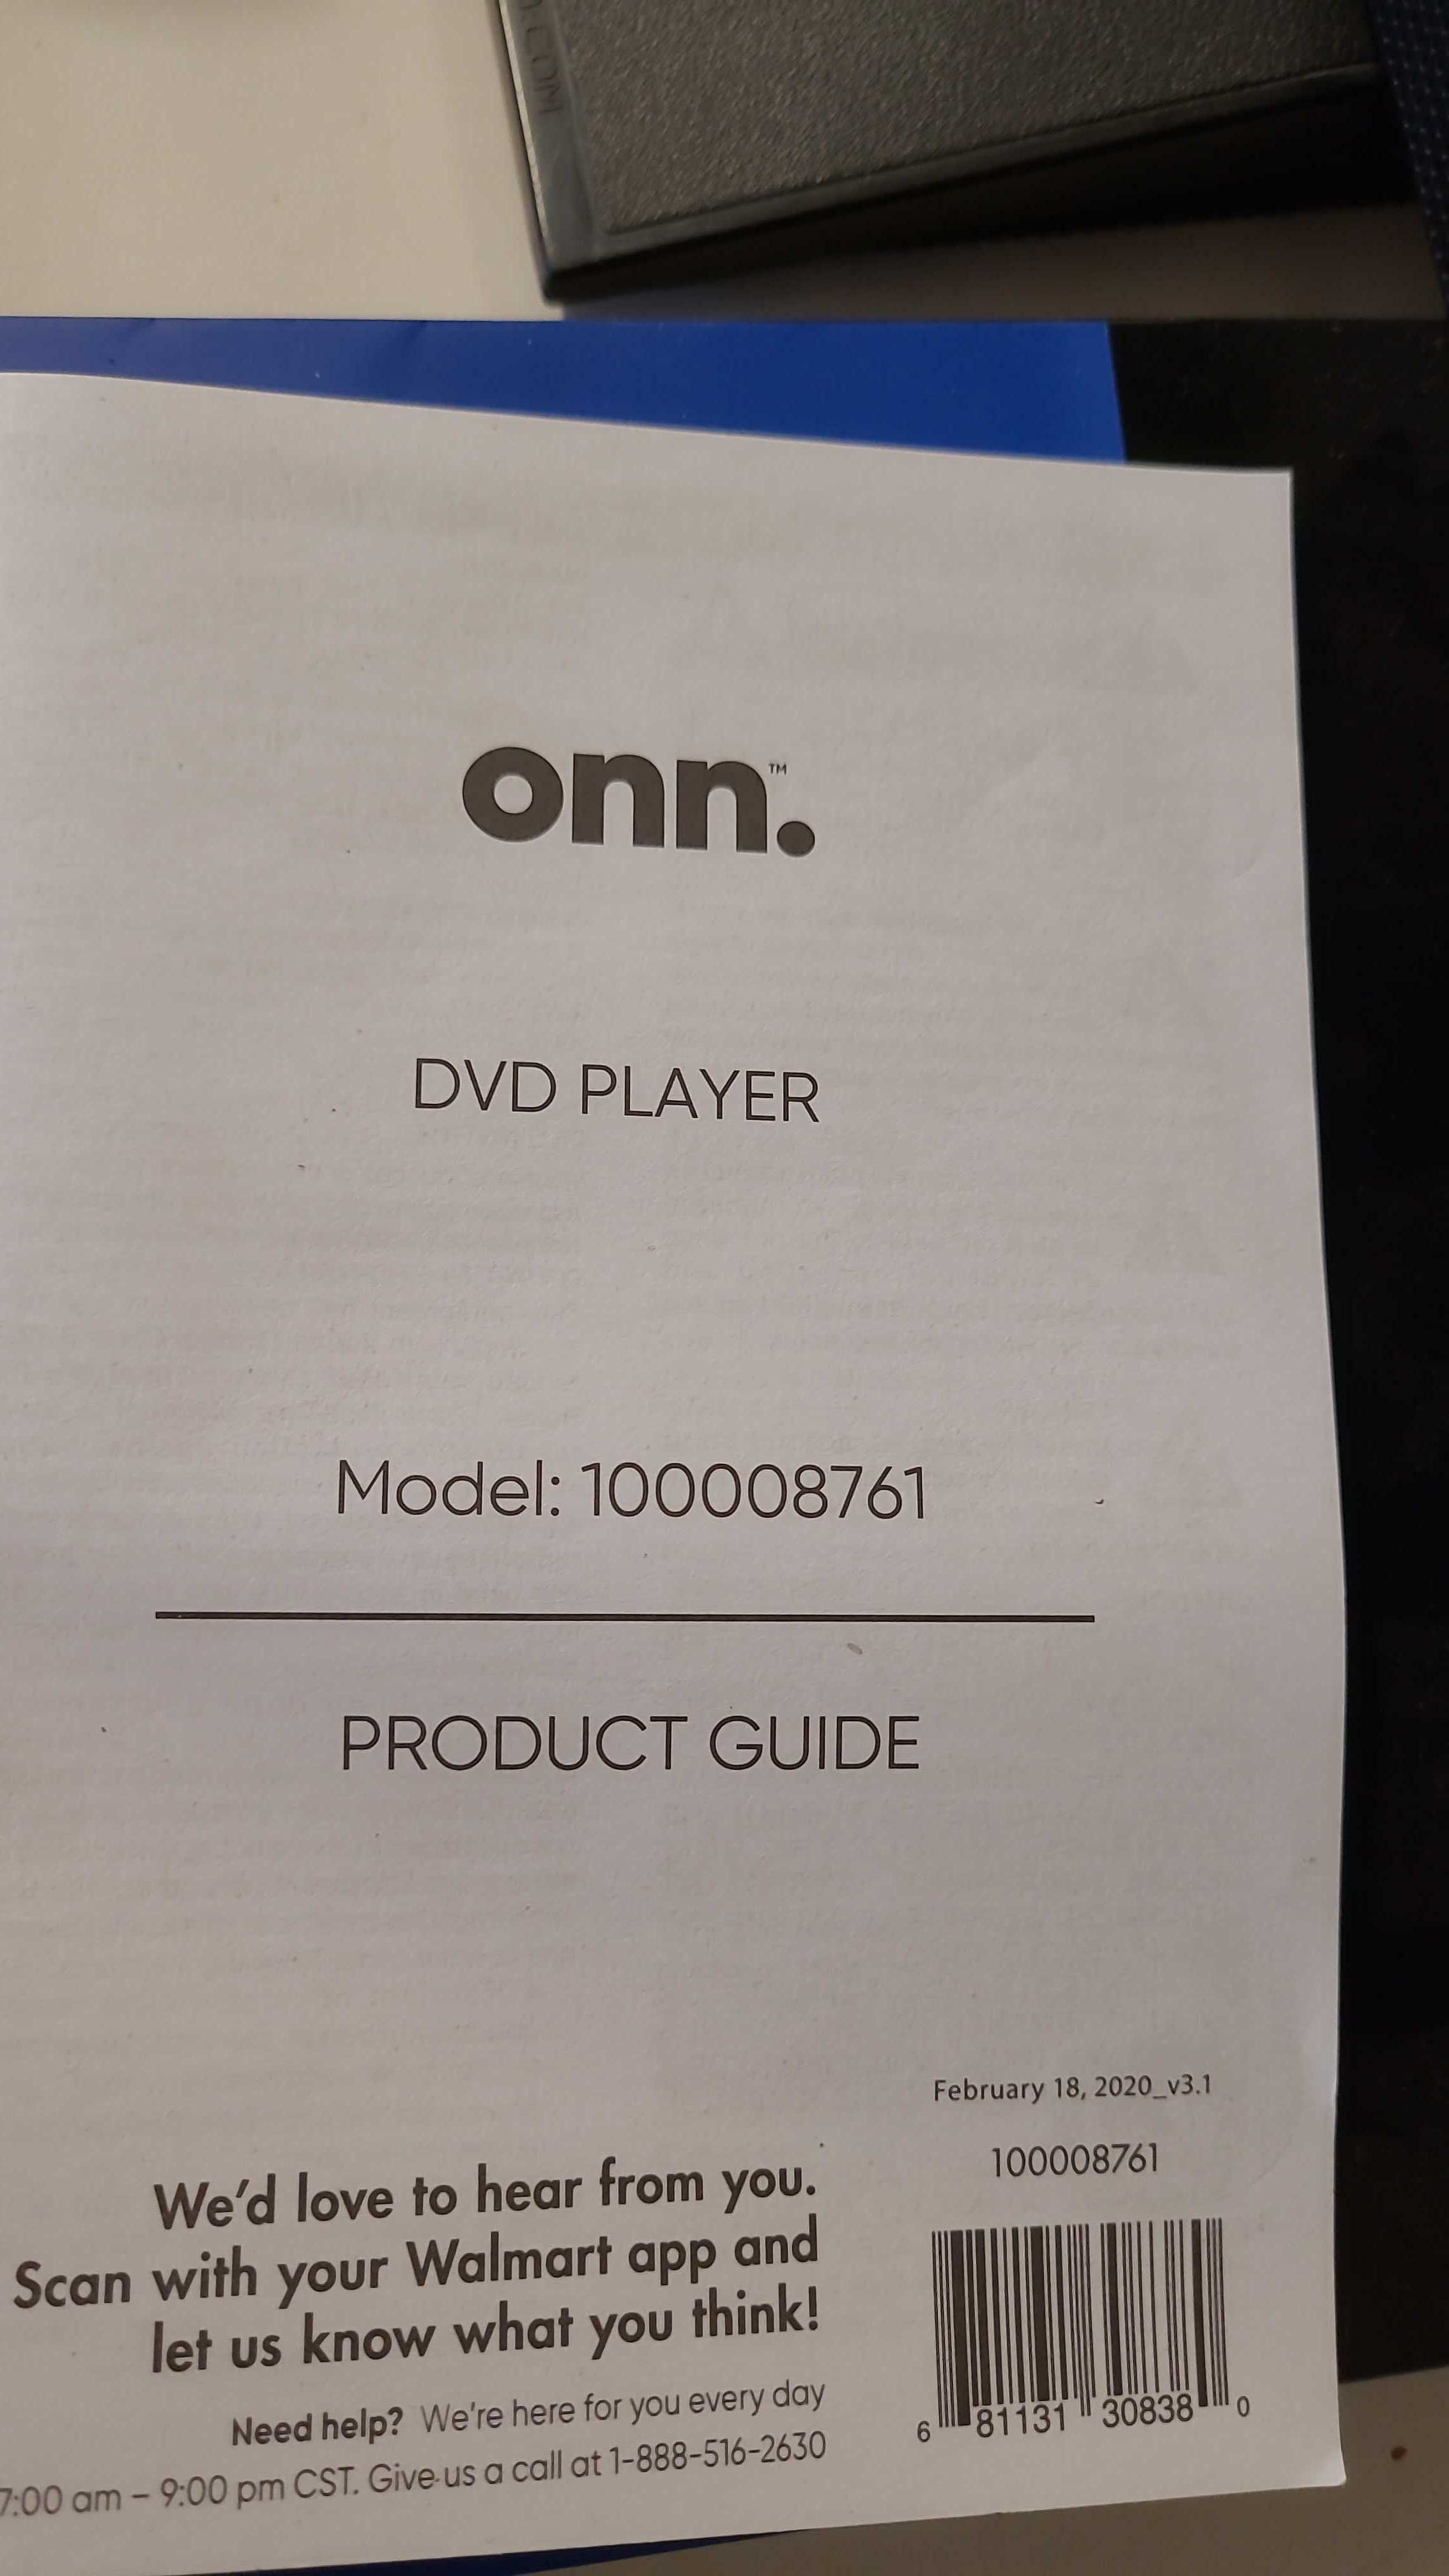 onn.™
DVD PLAYER
Model: 100008761
PRODUCT GUIDE
February 18, 2020_v3.1
100008761
We'd love to hear from you.
Scan with your Walmart app and
let us know what you think!
Need help? We're here for you every day
7:00 am – 9:00 pm CST. Give us a call at 1-888-516-2630
6 81131 30838 0